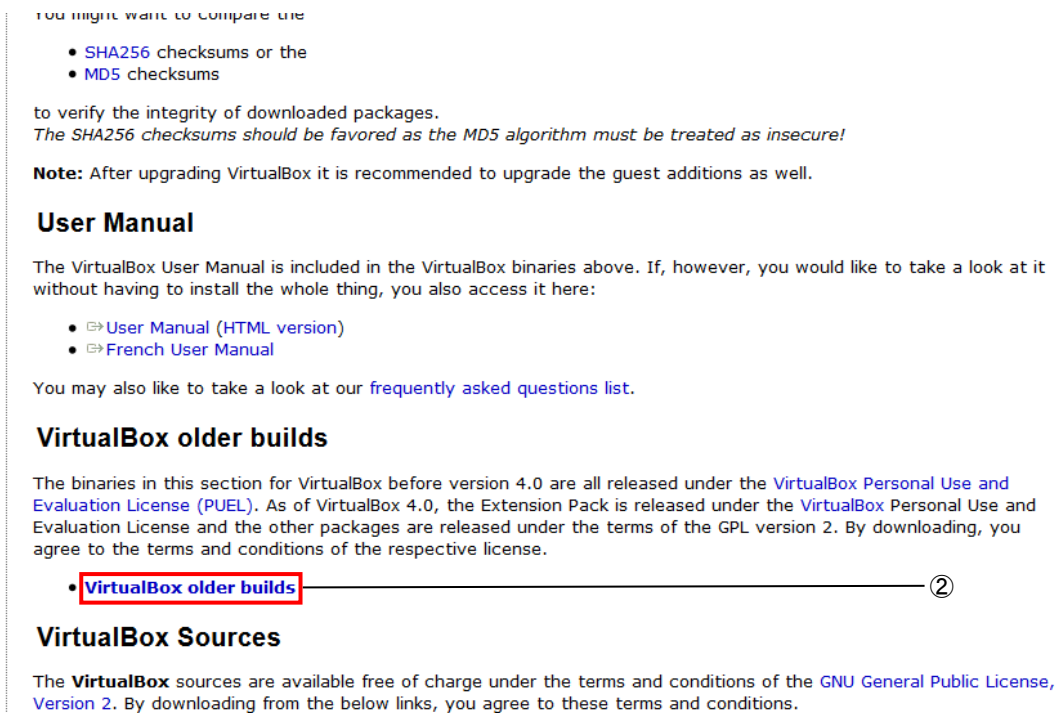 You might want to compare the
• SHA256 checksums or the
• MD5 checksums
to verify the integrity of downloaded packages.
The SHA256 checksums should be favored as the MD5 algorithm must be treated as insecure!
Note: After upgrading VirtualBox it is recommended to upgrade the guest additions as well.
User Manual
The VirtualBox User Manual is included in the VirtualBox binaries above. If, however, you would like to take a look at it
without having to install the whole thing, you also access it here:
• User Manual (HTML version)
• French User Manual
You may also like to take a look at our frequently asked questions list.
VirtualBox older builds
The binaries in this section for VirtualBox before version 4.0 are all released under the VirtualBox Personal Use and
Evaluation License (PUEL). As of VirtualBox 4.0, the Extension Pack is released under the VirtualBox Personal Use and
Evaluation License and the other packages are released under the terms of the GPL version 2. By downloading, you
agree to the terms and conditions of the respective license.
• VirtualBox older builds ②
VirtualBox Sources
The VirtualBox sources are available free of charge under the terms and conditions of the GNU General Public License,
Version 2. By downloading from the below links, you agree to these terms and conditions.